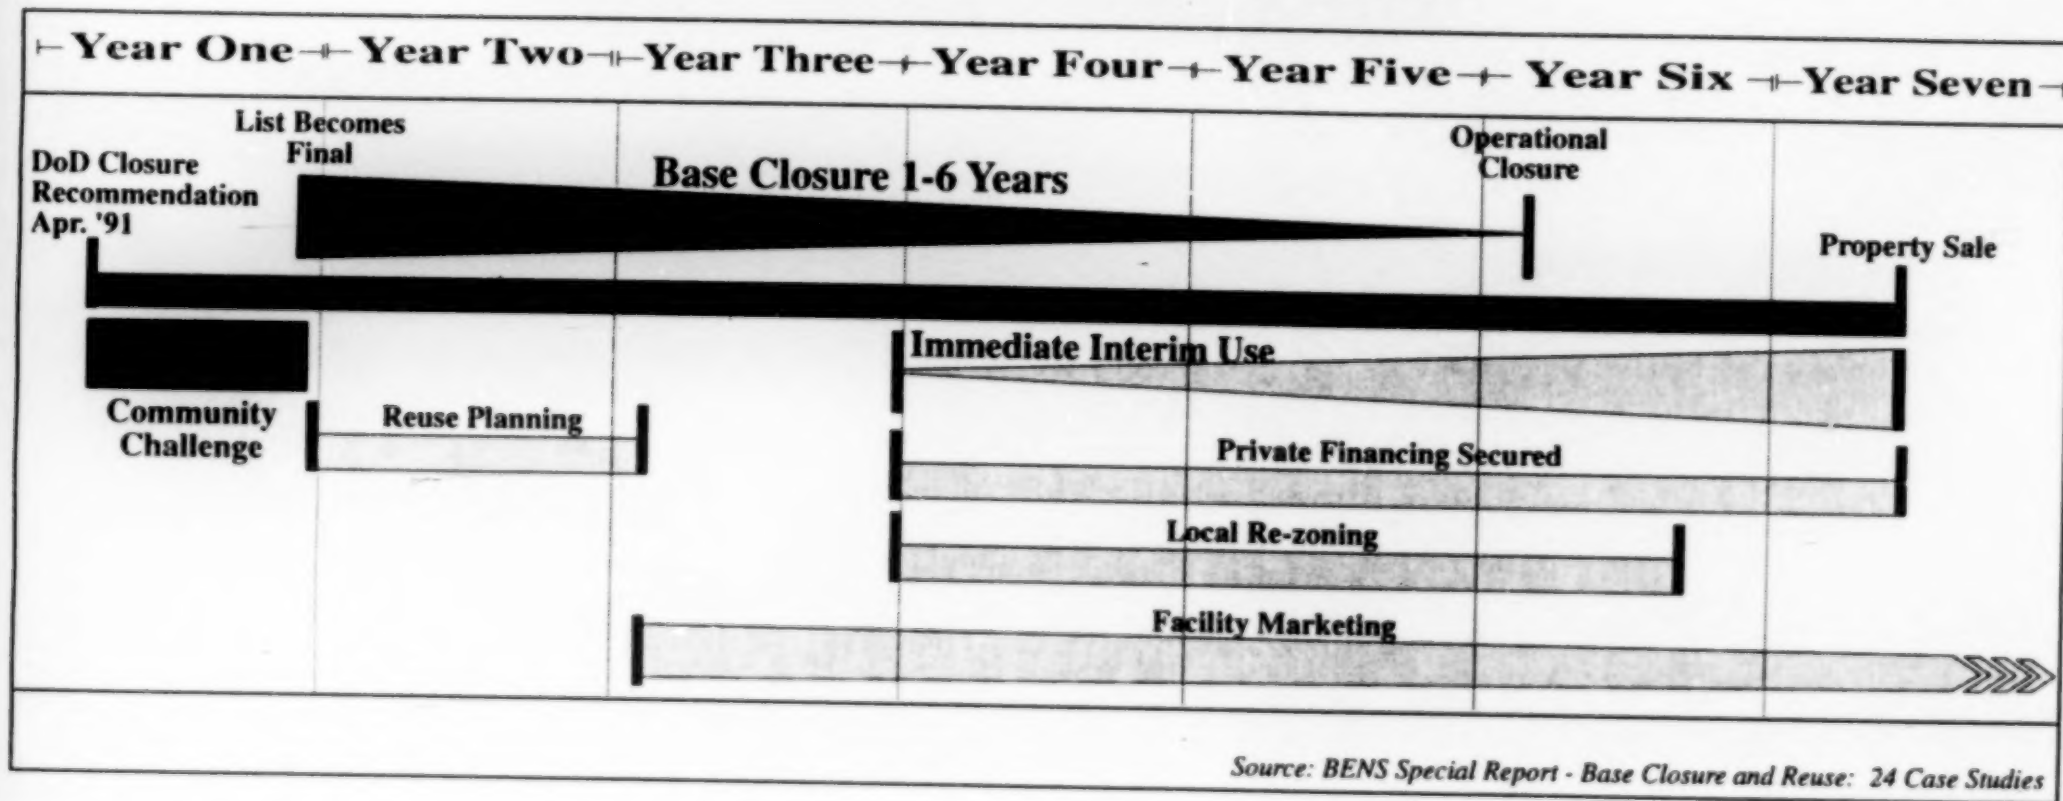 Year One Year Two Year Three Year Four Year Five Year Six Year Seven
List Becomes
Final
DoD Closure
Recommendation
Apr. '91
Base Closure 1-6 Years
Operational
Closure
Property Sale
Immediate Interim Use
Community
Challenge
Reuse Planning
Private Financing Secured
Local Re-zoning
Facility Marketing
Source: BENS Special Report - Base Closure and Reuse: 24 Case Studies